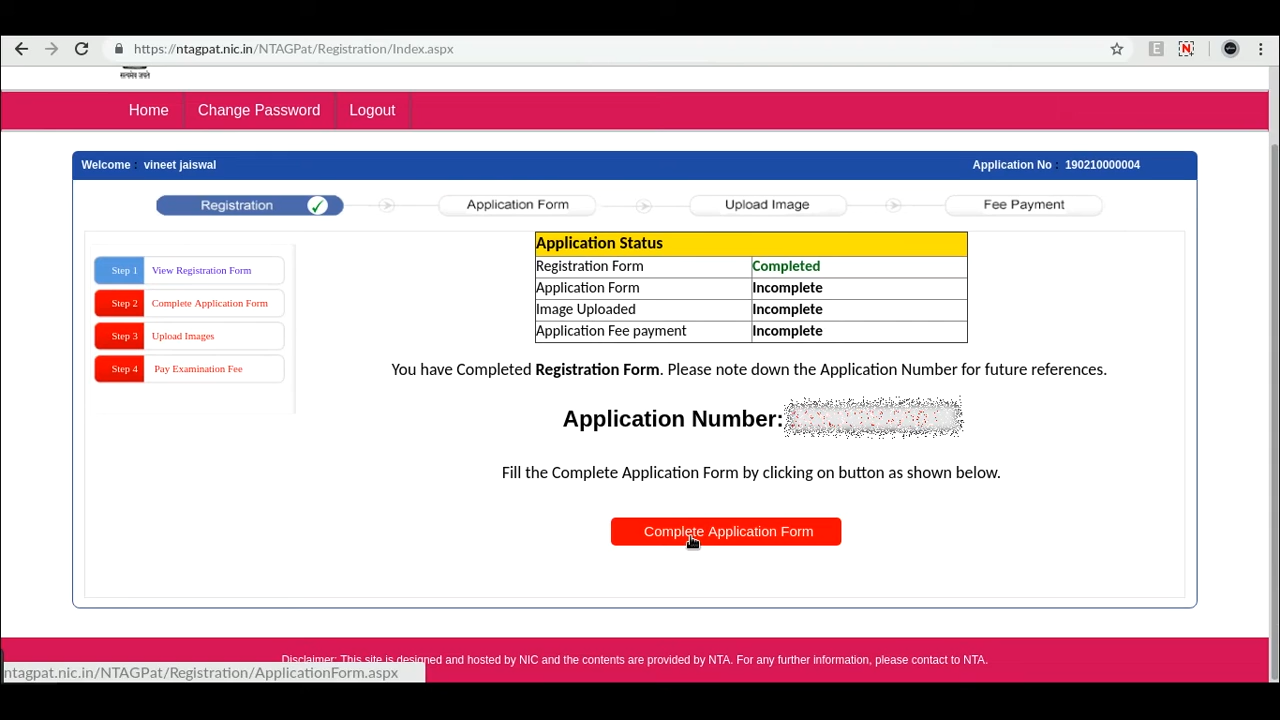 https://ntagpat.nic.in/NTAGPat/Registration/Index.aspx
E N
सत्यमेव जयते
Home Change Password Logout
Welcome : vineet jaiswal Application No : 190210000004
Registration Application Form Upload Image Fee Payment
Application Status
Registration Form Completed
Application Form Incomplete
Image Uploaded Incomplete
Application Fee payment Incomplete
Step 1 View Registration Form
Step 2 Complete Application Form
Step 3 Upload Images
Step 4 Pay Examination Fee
You have Completed Registration Form. Please note down the Application Number for future references.
Application Number:
Fill the Complete Application Form by clicking on button as shown below.
Complete Application Form
Disclaimer: This site is designed and hosted by NIC and the contents are provided by NTA. For any further information, please contact to NTA.
ntagpat.nic.in/NTAGPat/Registration/ApplicationForm.aspx